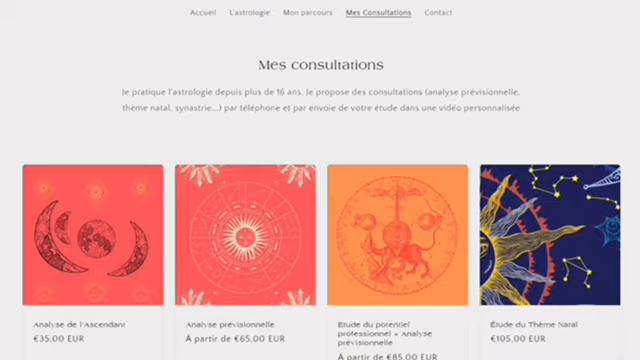 Accueil L'astrologie Mon parcours Mes Consultations Contact
Mes consultations
Je pratique l'astrologie depuis plus de 16 ans. Je propose des consultations (analyse prévisionnelle,
thème natal, synastrie...) par téléphone et par envoie de votre étude dans une vidéo personnalisée
Analyse de l'Ascendant
€35,00 EUR
Analyse prévisionnelle
À partir de €65,00 EUR
Etude du potentiel
professionnel + Analyse
prévisionnelle
À partir de €85,00 EUR
Étude du Thème Natal
€105,00 EUR